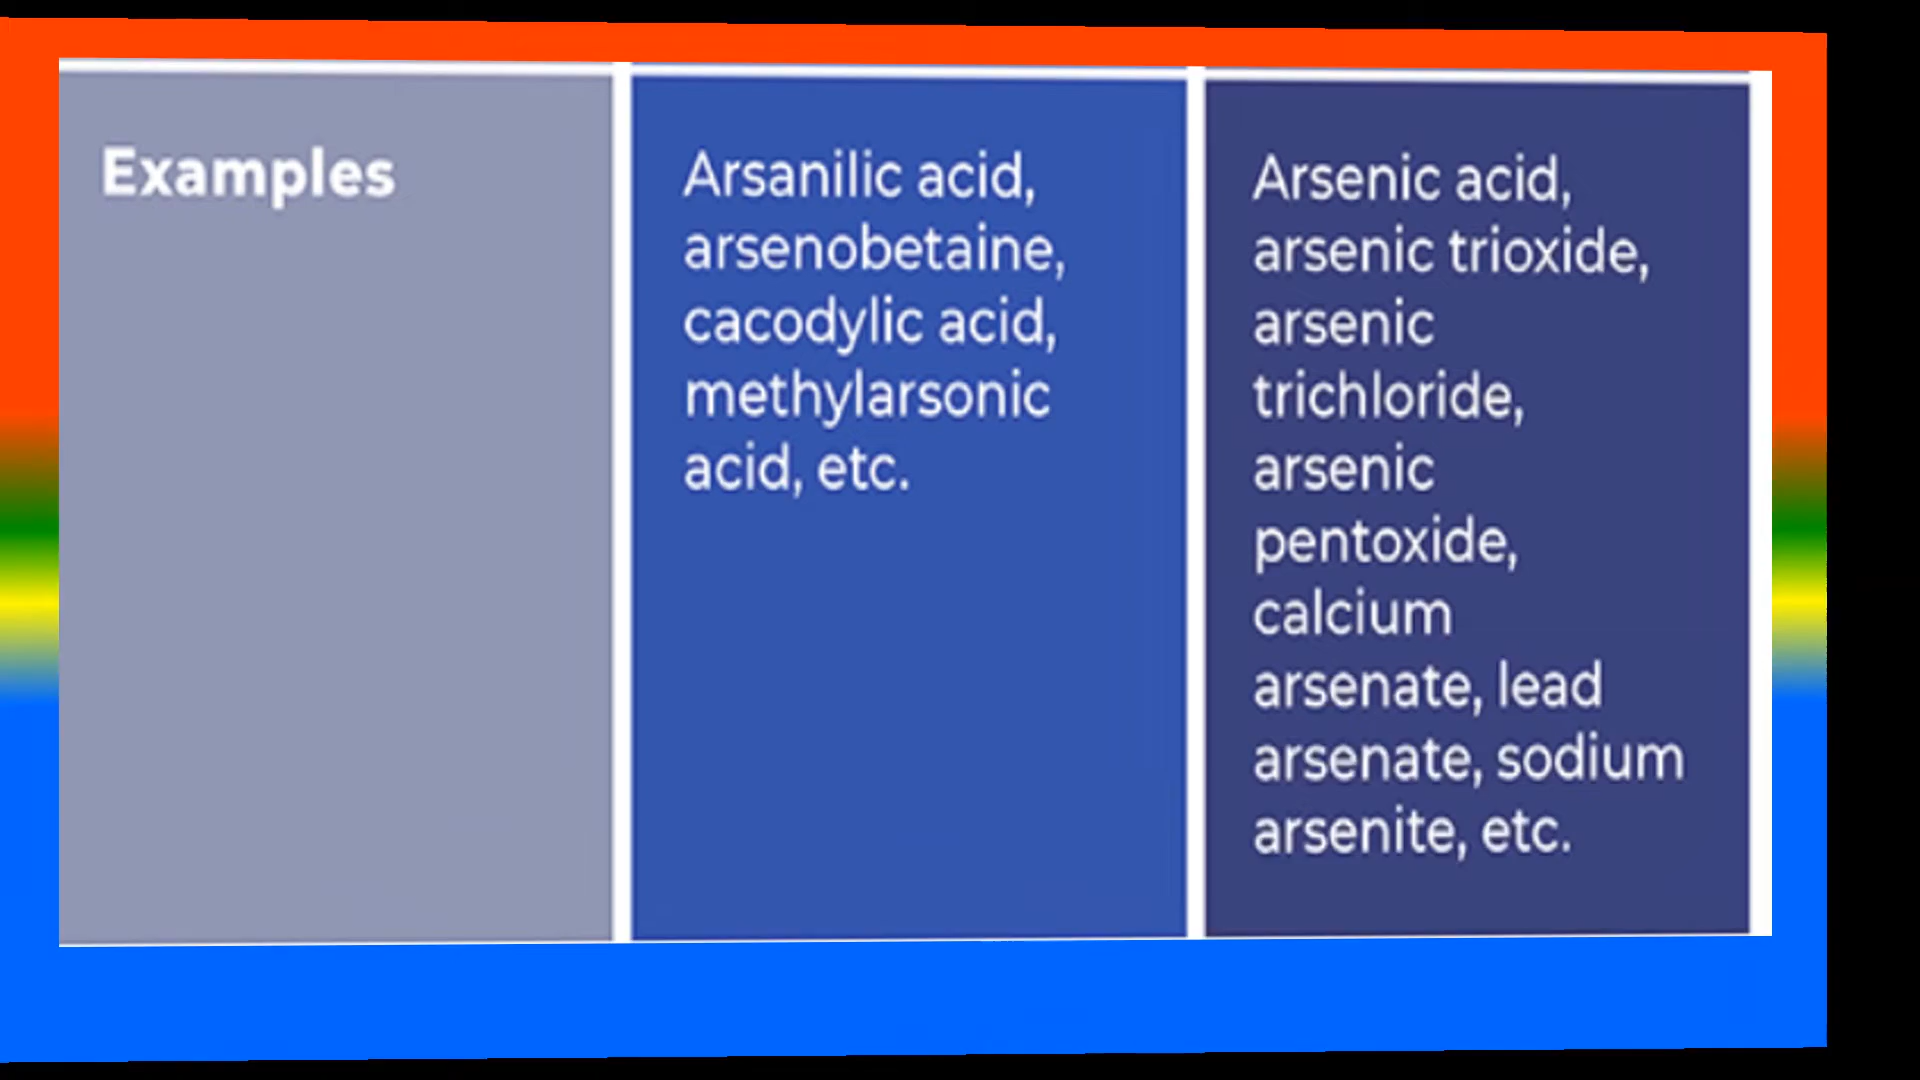 Examples
Arsanilic acid,
arsenobetaine,
cacodylic acid,
methylarsonic
acid, etc.
Arsenic acid,
arsenic trioxide,
arsenic
trichloride,
arsenic
pentoxide,
calcium
arsenate, lead
arsenate, sodium
arsenite, etc.